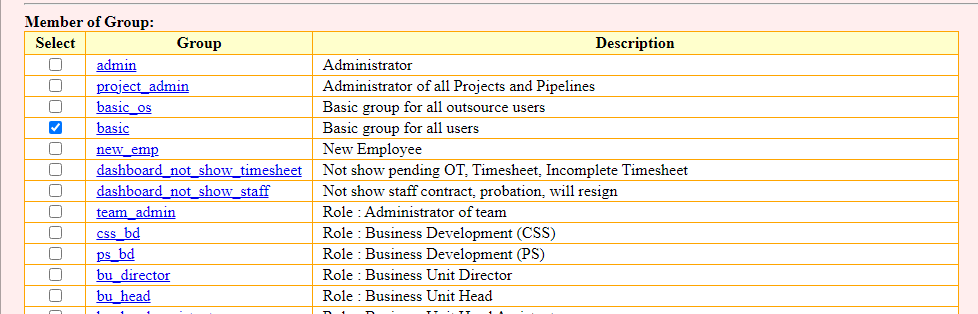 Member of Group:
Select Group Description
admin Administrator
project_admin Administrator of all Projects and Pipelines
basic_os Basic group for all outsource users
basic Basic group for all users
new_emp New Employee
dashboard_not_show_timesheet Not show pending OT, Timesheet, Incomplete Timesheet
dashboard_not_show_staff Not show staff contract, probation, will resign
team_admin Role : Administrator of team
css_bd Role : Business Development (CSS)
ps_bd Role : Business Development (PS)
bu_director Role : Business Unit Director
bu_head Role : Business Unit Head